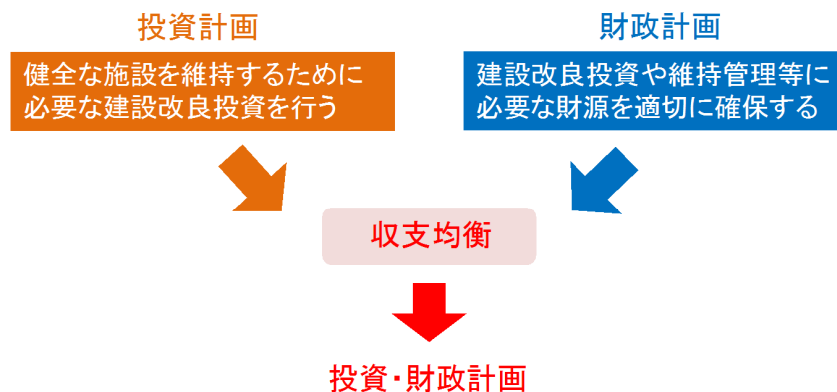 投資計画
健全な施設を維持するために
必要な建設改良投資を行う
財政計画
建設改良投資や維持管理等に
必要な財源を適切に確保する
収支均衡
投資・財政計画